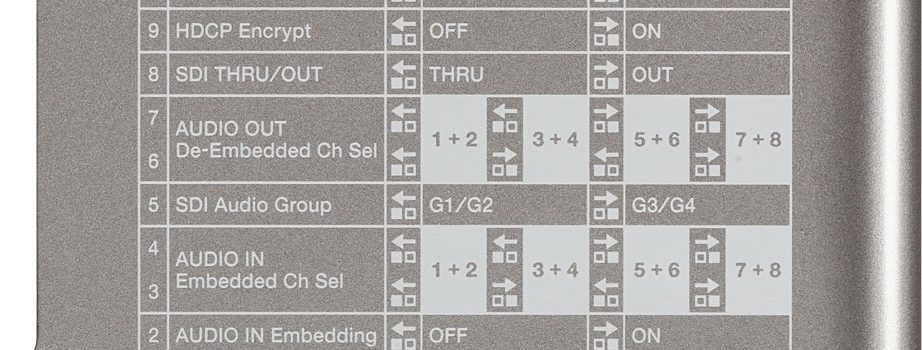 9 HDCP Encrypt OFF ON
8 SDI THRU/OUT THRU OUT
7
AUDIO OUT
De-Embedded Ch Sel 1 + 2 3 + 4 5 + 6 7 + 8
6
5 SDI Audio Group G1/G2 G3/G4
4
AUDIO IN
Embedded Ch Sel 1 + 2 3 + 4 5 + 6 7 + 8
3
2 AUDIO IN Embedding OFF ON